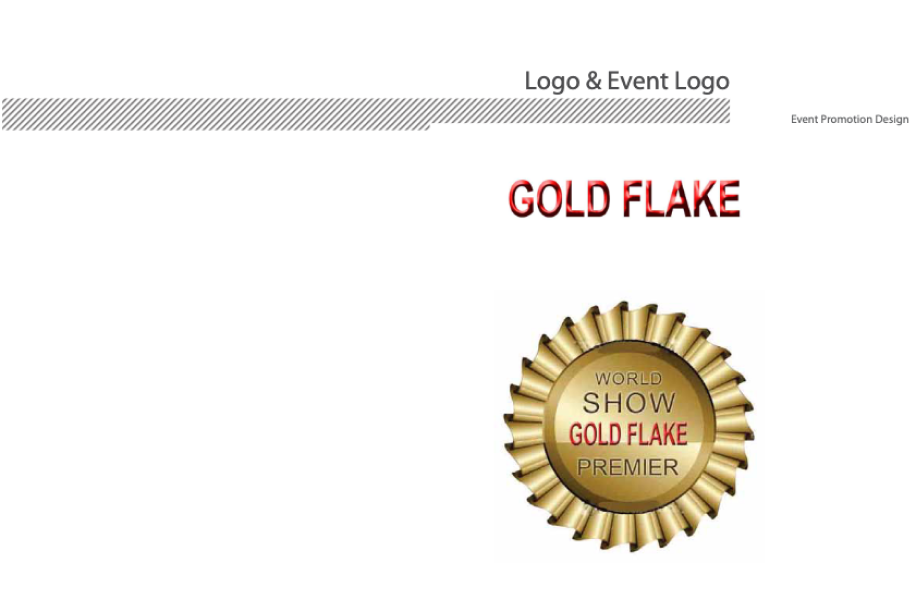 Logo & Event Logo
Event Promotion Design
GOLD FLAKE
WORLD
SHOW
GOLD FLAKE
PREMIER